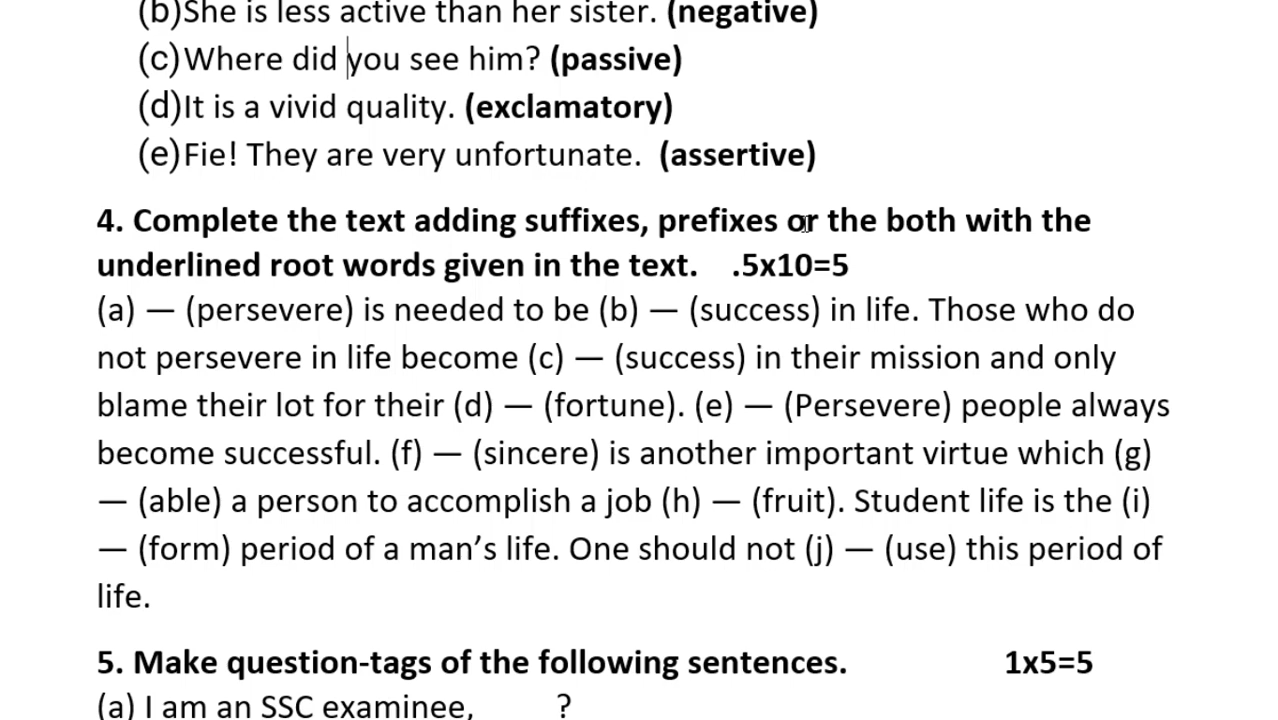 (b)She is less active than her sister. (negative)
(c)Where did you see him? (passive)
(d)It is a vivid quality. (exclamatory)
(e)Fie! They are very unfortunate. (assertive)
4. Complete the text adding suffixes, prefixes or the both with the
underlined root words given in the text. .5x10=5
(a) — (persevere) is needed to be (b) — (success) in life. Those who do
not persevere in life become (c) — (success) in their mission and only
blame their lot for their (d) — (fortune). (e) — (Persevere) people always
become successful. (f) — (sincere) is another important virtue which (g)
— (able) a person to accomplish a job (h) — (fruit). Student life is the (i)
— (form) period of a man’s life. One should not (j) — (use) this period of
life.
5. Make question-tags of the following sentences. 1x5=5
(a) I am an SSC examinee, ?